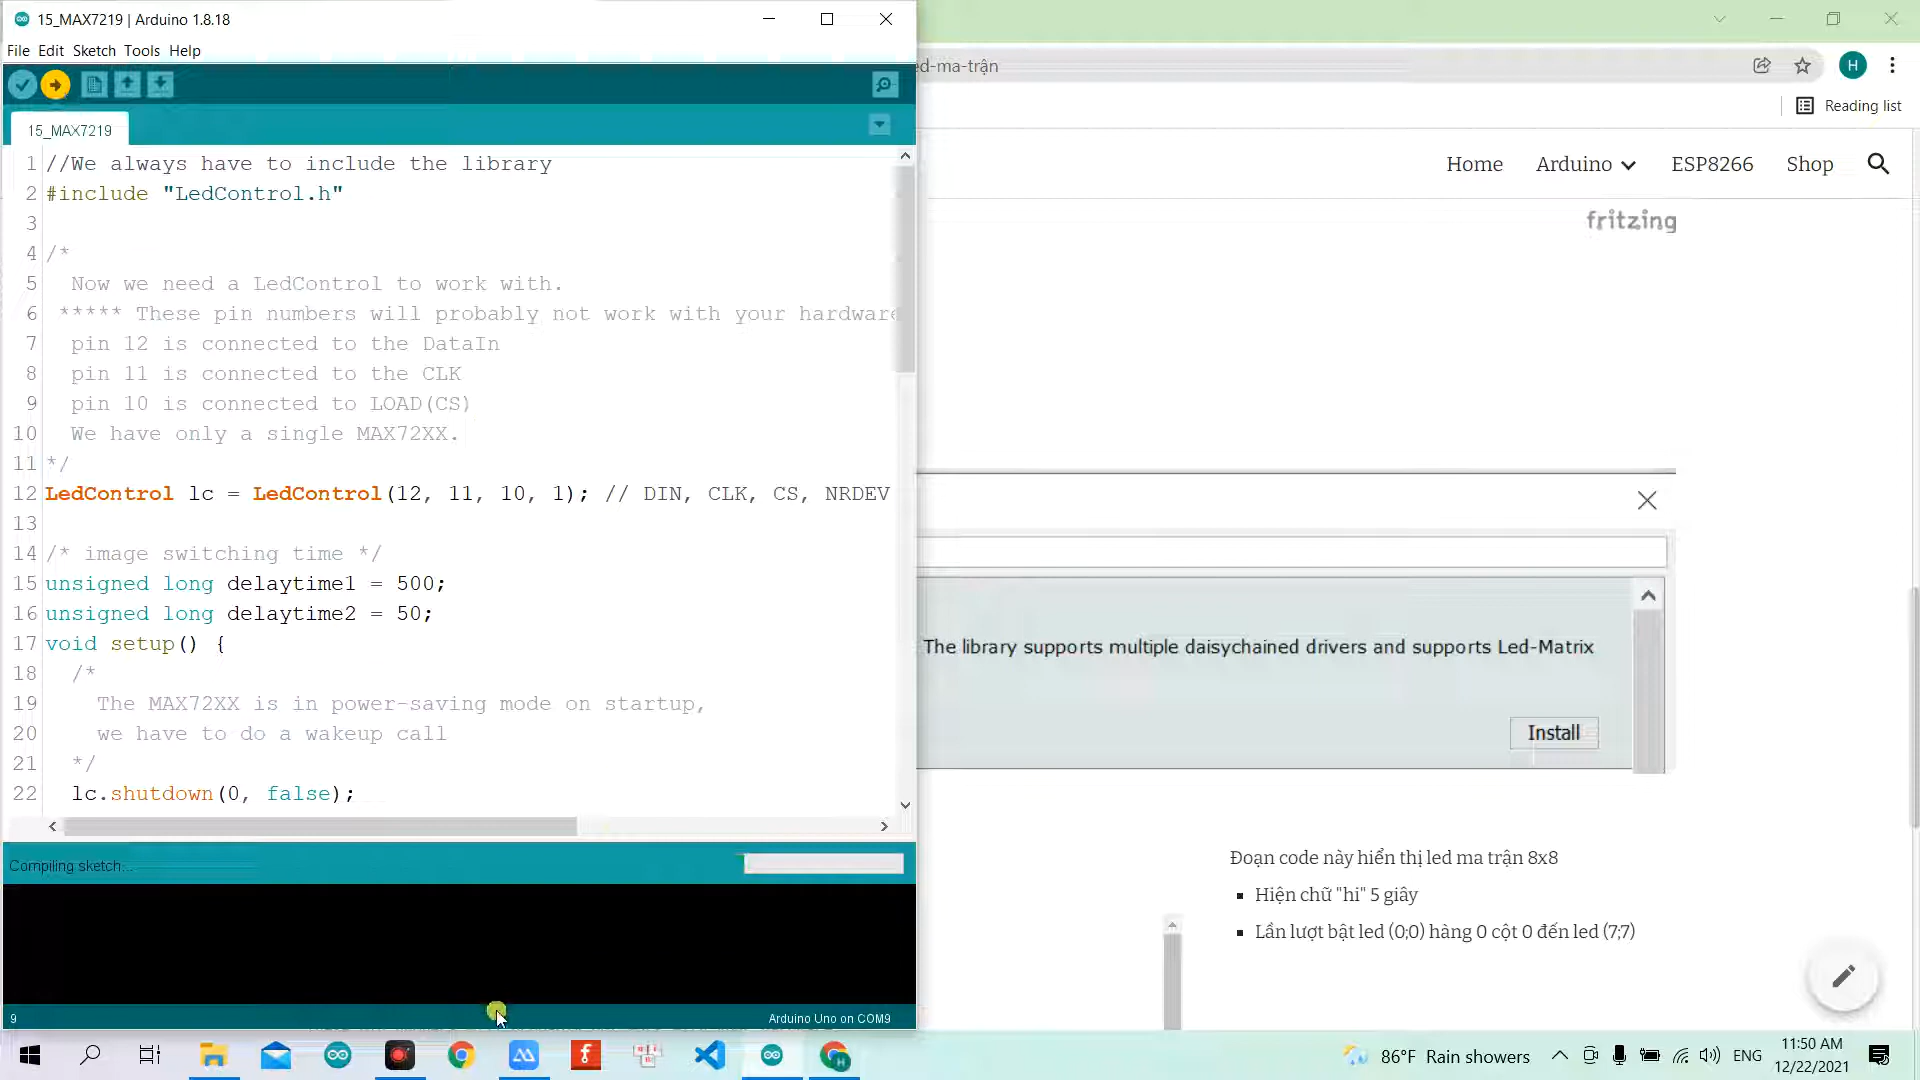 15_MAX7219 | Arduino 1.8.18
File Edit Sketch Tools Help
15_MAX7219
1 //We always have to include the library
2 #include "LedControl.h"
3
4 /*
5 Now we need a LedControl to work with.
6 ***** These pin numbers will probably not work with your hardware
7 pin 12 is connected to the DataIn
8 pin 11 is connected to the CLK
9 pin 10 is connected to LOAD(CS)
10 We have only a single MAX72XX.
11 */
12 LedControl lc = LedControl(12, 11, 10, 1); // DIN, CLK, CS, NRDEV
13
14 /* image switching time */
15 unsigned long delaytime1 = 500;
16 unsigned long delaytime2 = 50;
17 void setup() {
18 /*
19 The MAX72XX is in power-saving mode on startup,
20 we have to do a wakeup call
21 */
22 lc.shutdown(0, false);
Compiling sketch...
9
Arduino Uno on COM9
ed-ma-trận
H
Reading list
Home Arduino ESP8266 Shop
fritzing
The library supports multiple daisychained drivers and supports Led-Matrix
Install
Đoạn code này hiển thị led ma trận 8x8
Hiện chữ "hi" 5 giây
Lần lượt bật led (0;0) hàng 0 cột 0 đến led (7;7)
86°F Rain showers
ENG
11:50 AM
12/22/2021